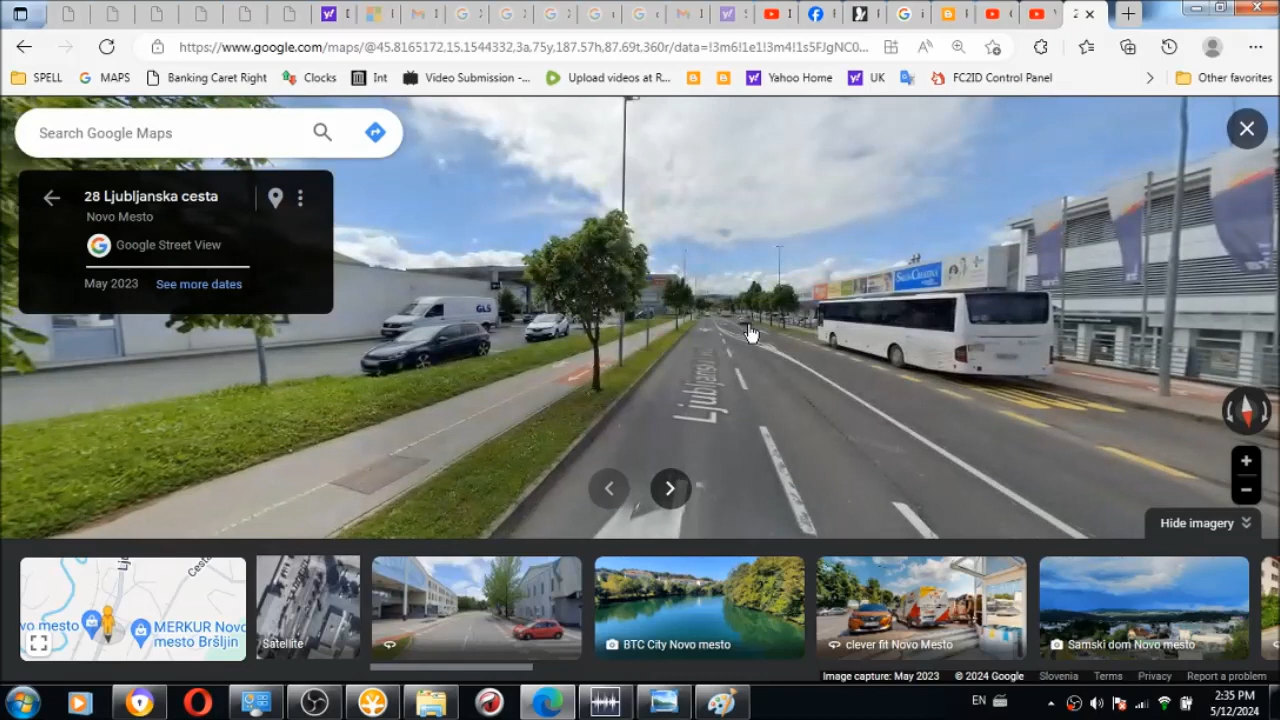 https://www.google.com/maps/@45.8165172,15.1544332,3a,75y,187.57h,87.69t,360r/data=!3m6!1e1!3m4!1s5FJgNC0...
SPELL
MAPS
Banking Caret Right
Clocks
Int
Video Submission -...
Upload videos at R...
Yahoo Home
UK
FC2ID Control Panel
Other favorites
Search Google Maps
28 Ljubljanska cesta
Novo Mesto
Google Street View
May 2023
See more dates
GLS
Hide imagery
vo mesto
MERKUR Novo
mesto Bršljin
Satellite
BTC City Novo mesto
clever fit Novo Mesto
Samski dom Novo mesto
Image capture: May 2023 © 2024 Google Slovenia Terms Privacy Report a problem
EN
2:35 PM
5/12/2024